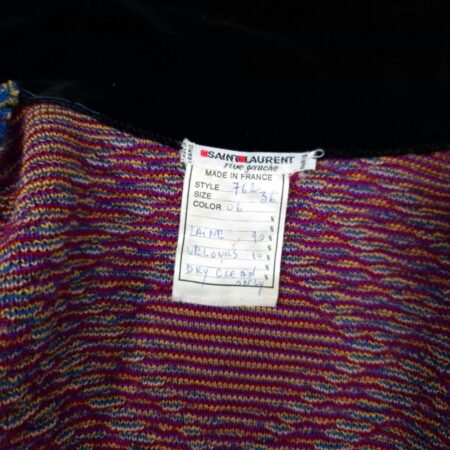 SAINT LAURENT
rive gauche
MADE IN FRANCE
STYLE 762
SIZE 36
COLOR 06
LAINE 90 %
VELOURS 10 %
DRY CLEAN
ONLY